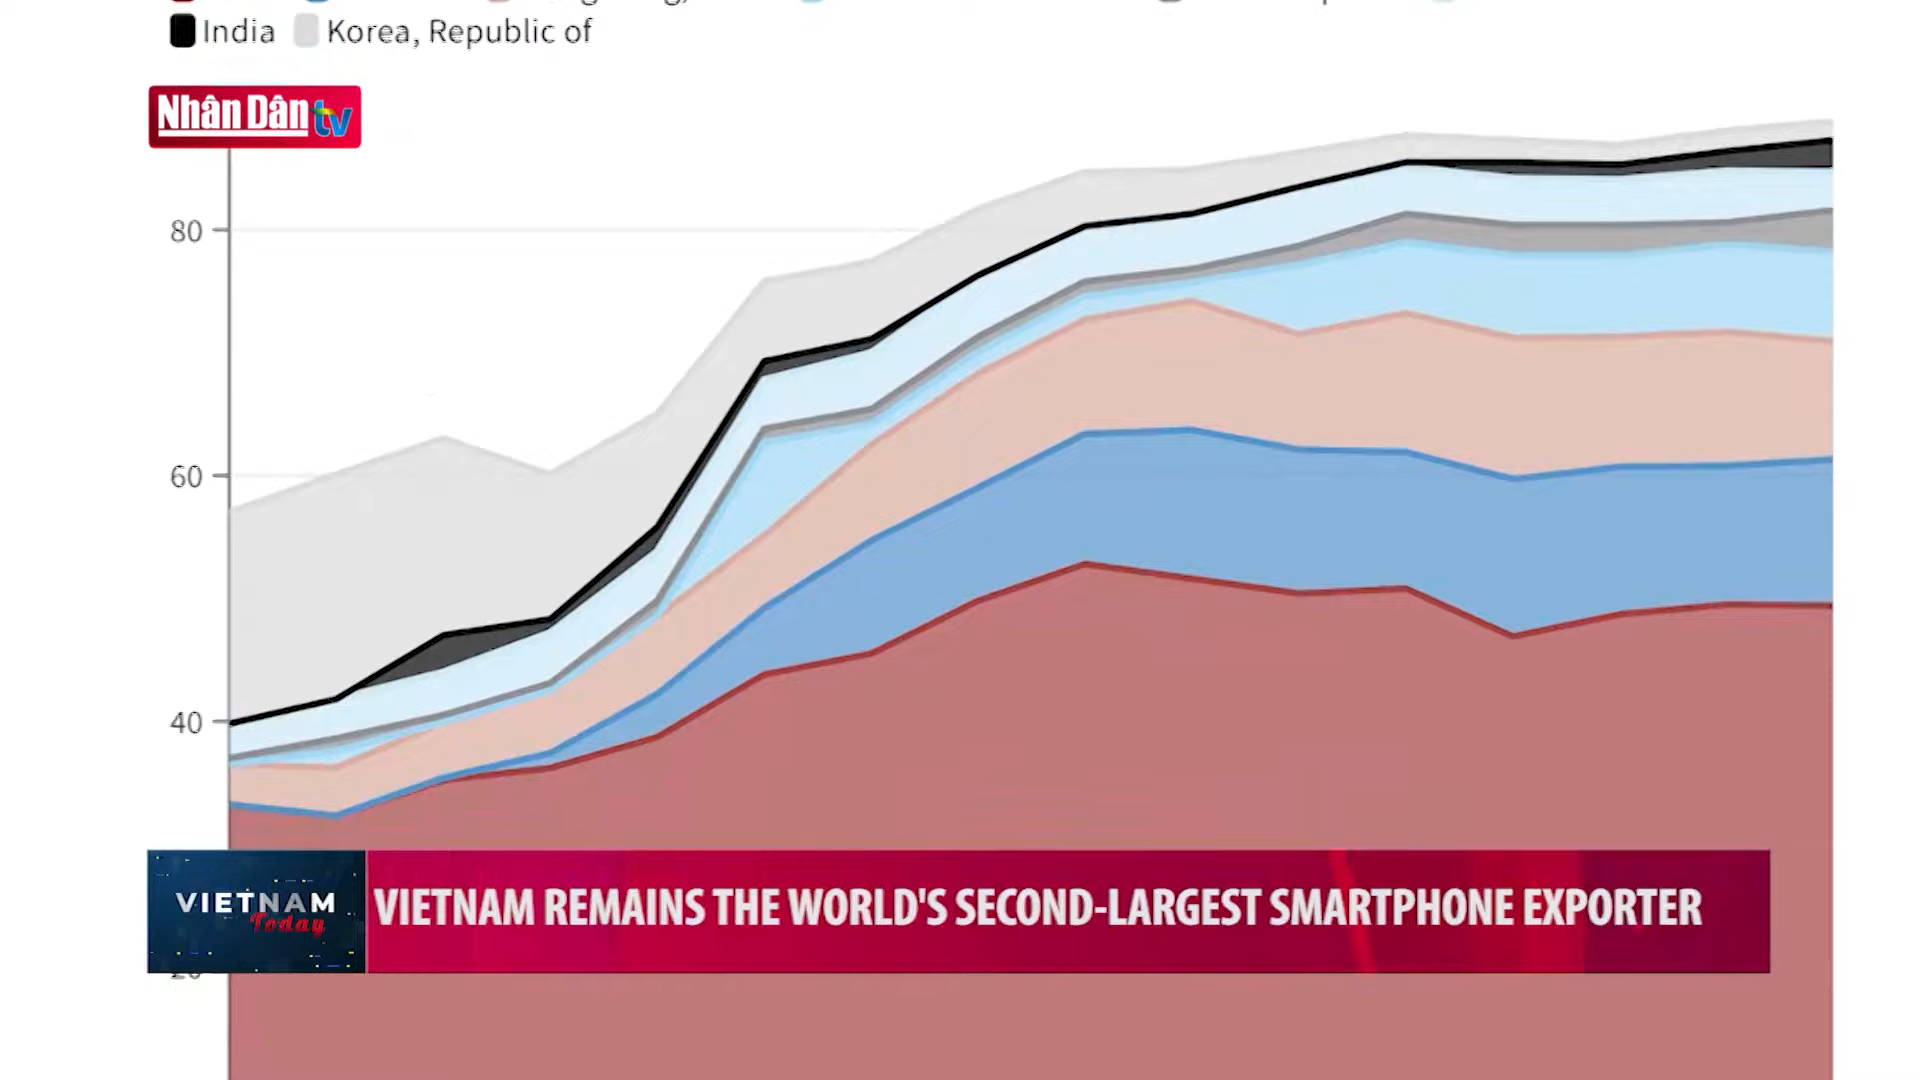 India Korea, Republic of
Nhân Dân tv
80
60
40
VIETNAM
Today
VIETNAM REMAINS THE WORLD'S SECOND-LARGEST SMARTPHONE EXPORTER